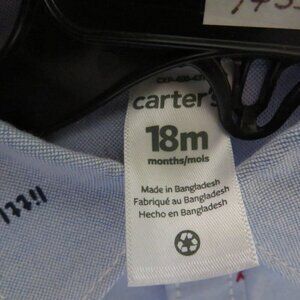 carter's
18m
months/mois
Made in Bangladesh
Fabriqué au Bangladesh
Hecho en Bangladesh